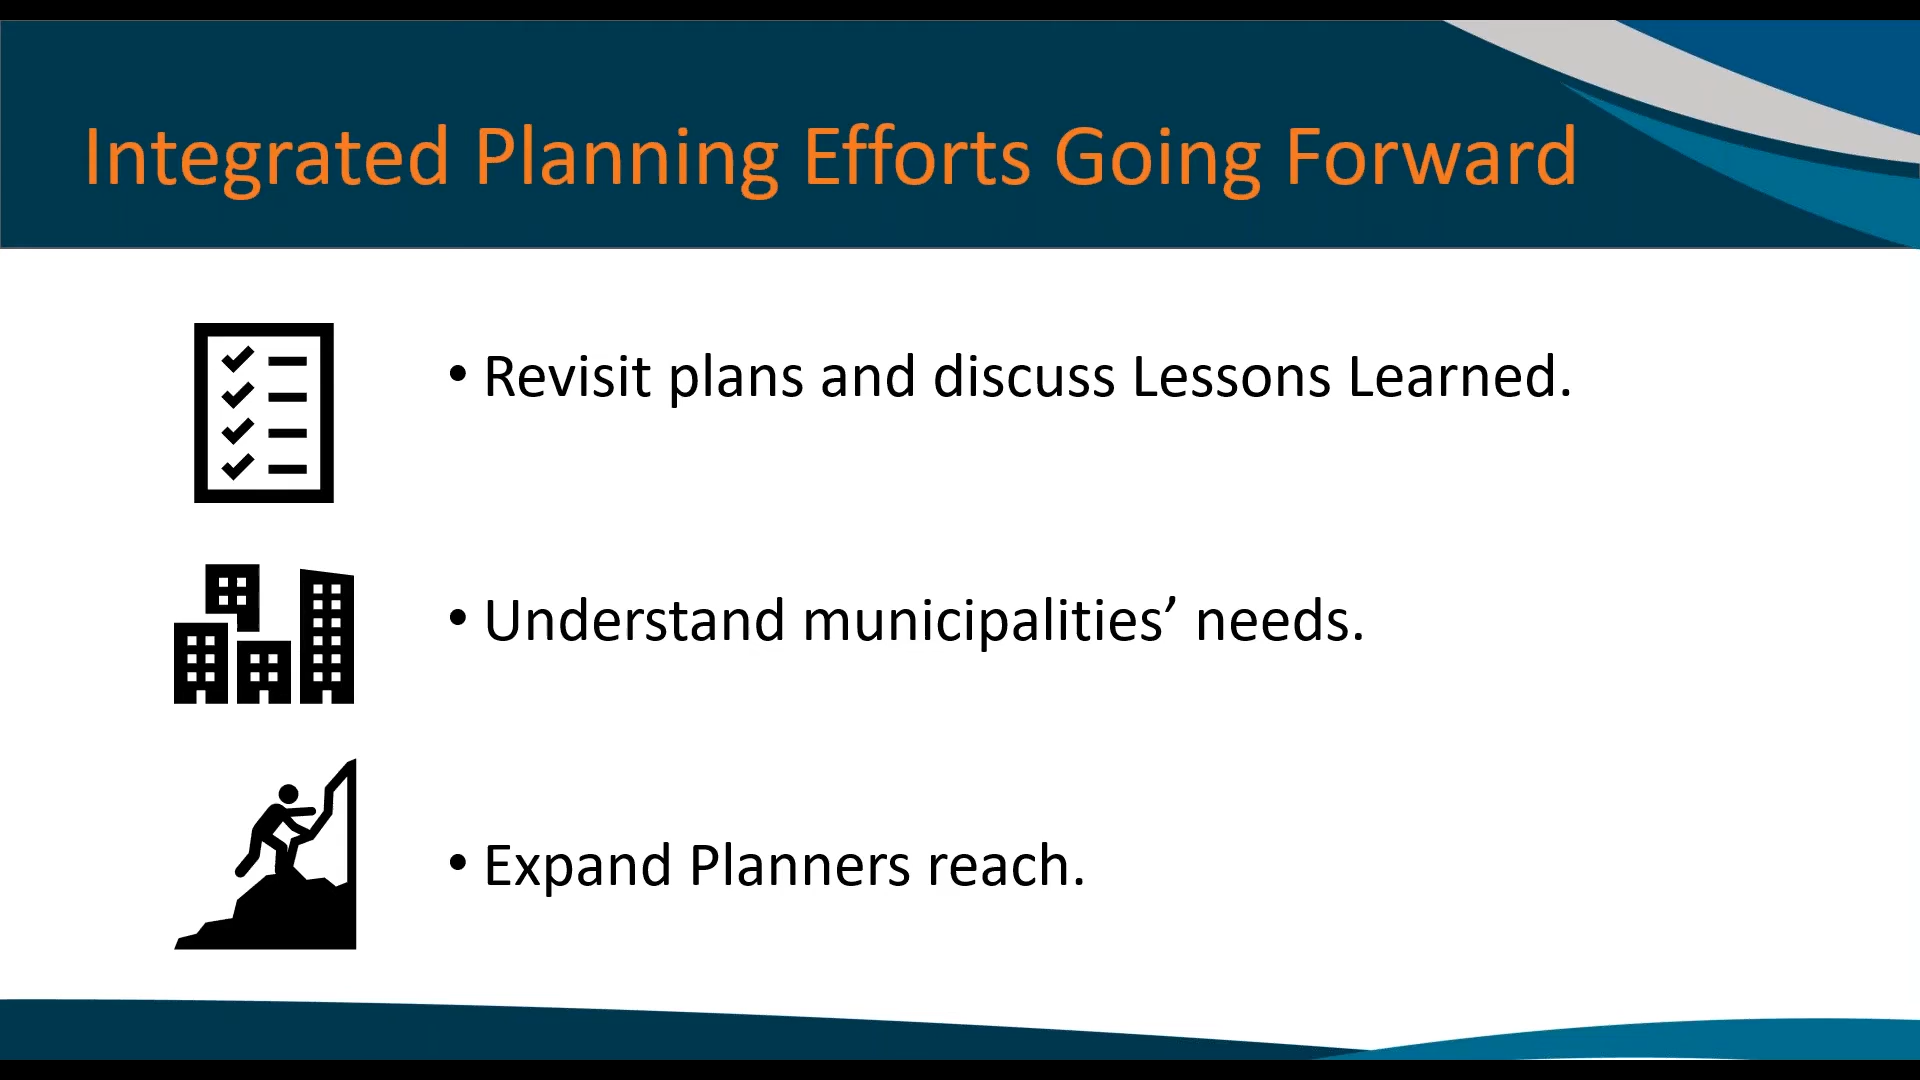 Integrated Planning Efforts Going Forward
• Revisit plans and discuss Lessons Learned.
• Understand municipalities’ needs.
• Expand Planners reach.